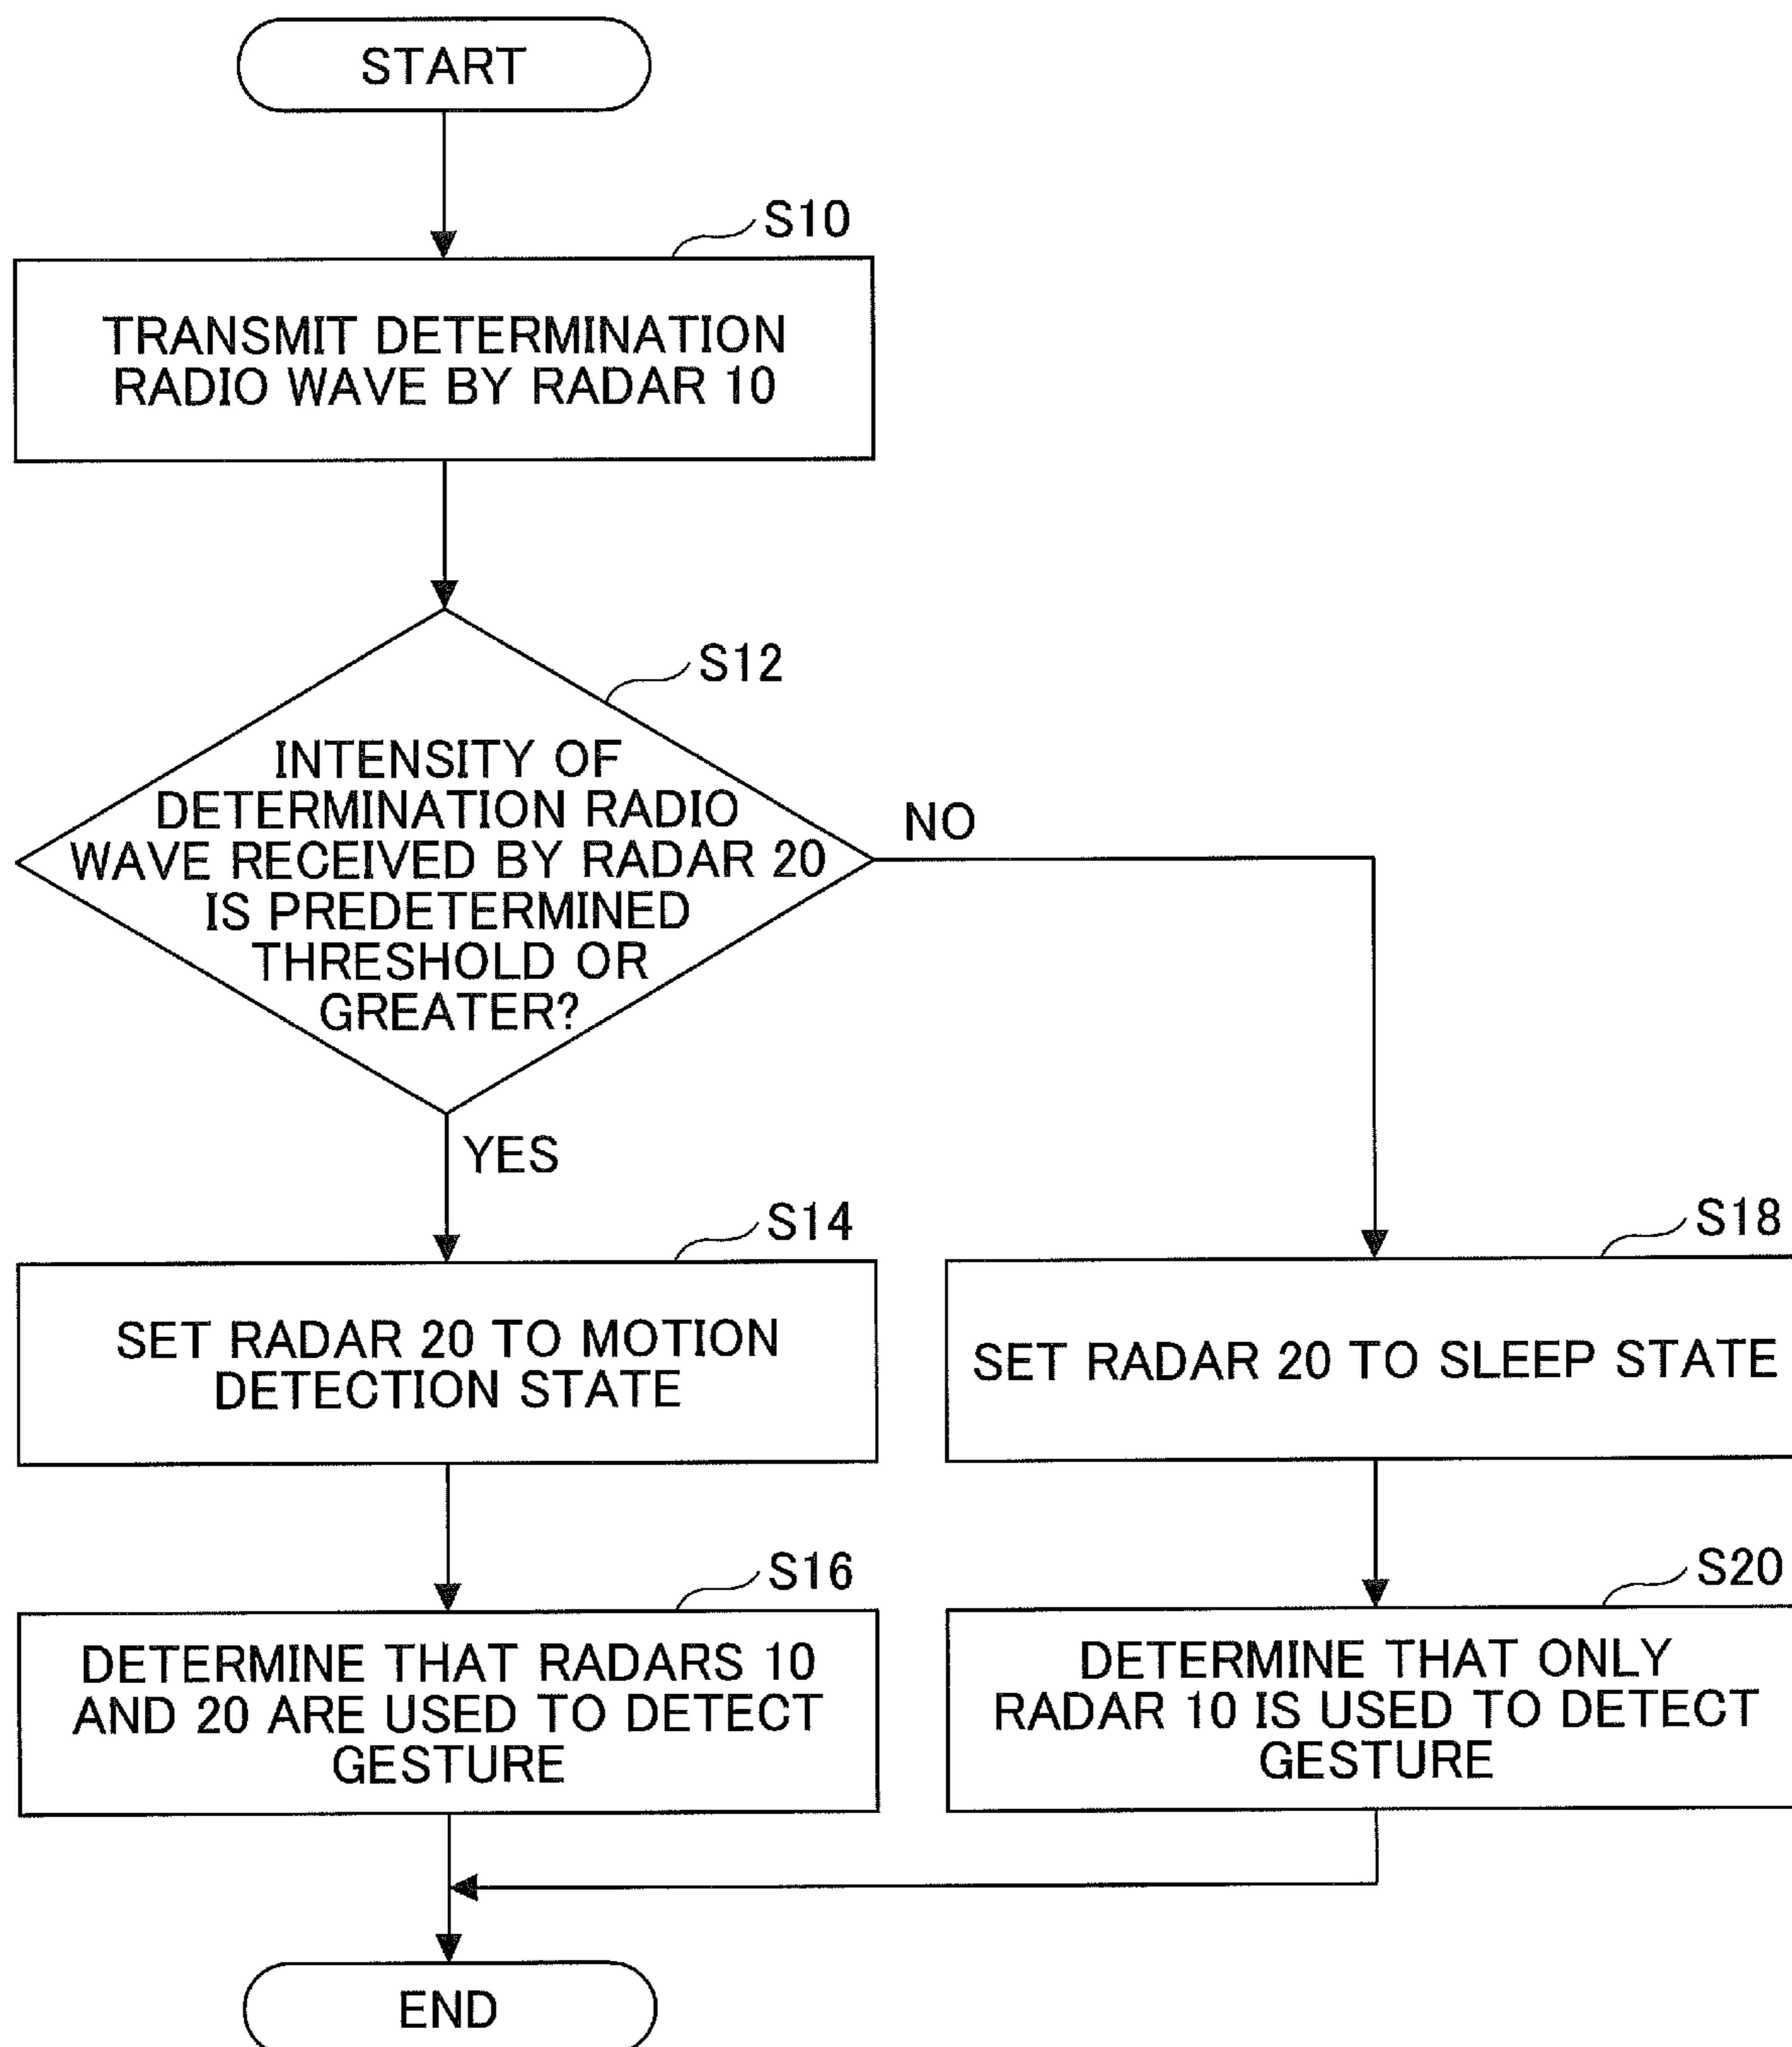 START
S10
TRANSMIT DETERMINATION
RADIO WAVE BY RADAR 10
S12
INTENSITY OF
DETERMINATION RADIO
WAVE RECEIVED BY RADAR 20
IS PREDETERMINED
THRESHOLD OR
GREATER?
NO
YES
S14
SET RADAR 20 TO MOTION
DETECTION STATE
S18
SET RADAR 20 TO SLEEP STATE
S16
DETERMINE THAT RADARS 10
AND 20 ARE USED TO DETECT
GESTURE
S20
DETERMINE THAT ONLY
RADAR 10 IS USED TO DETECT
GESTURE
END